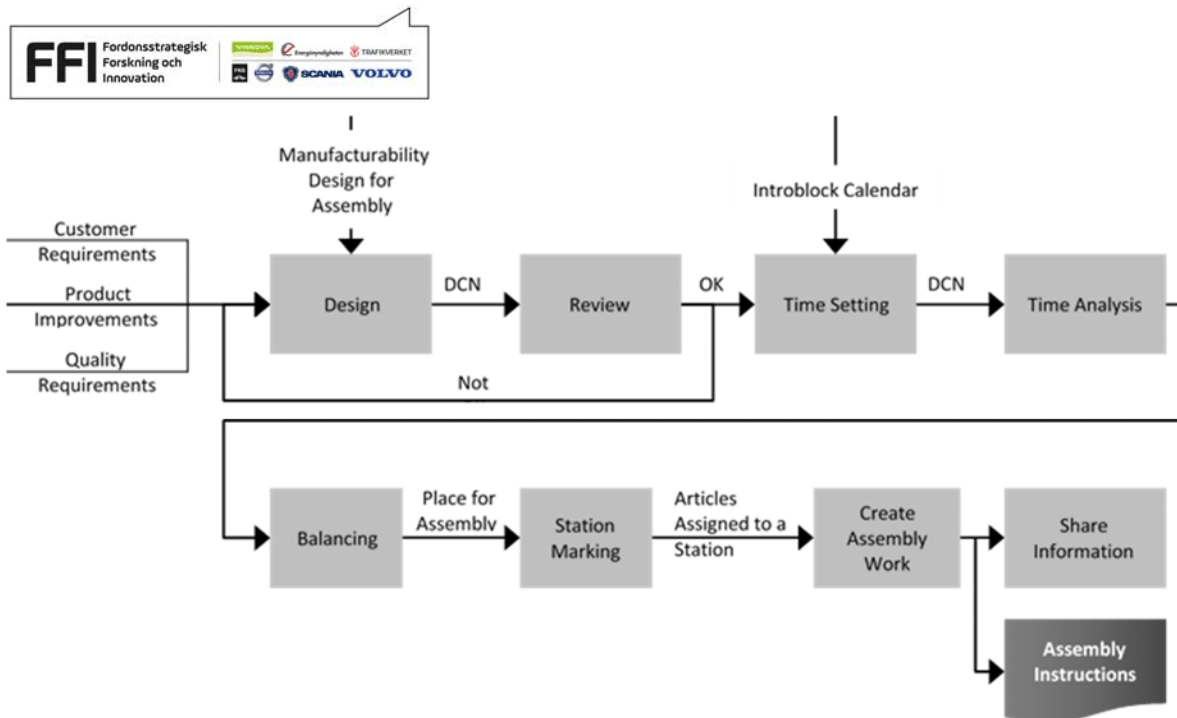 FFI
Fordonsstrategisk
Forskning och
Innovation
VINNOVA
Energimyndigheten
TRAFIKVERKET
FKG
SCANIA
VOLVO
Manufacturability
Design for
Assembly
Introblock Calendar
Customer
Requirements
Product
Improvements
Quality
Requirements
Design
DCN
Review
OK
Time Setting
DCN
Time Analysis
Not
Balancing
Place for
Assembly
Station
Marking
Articles
Assigned to a
Station
Create
Assembly
Work
Share
Information
Assembly
Instructions